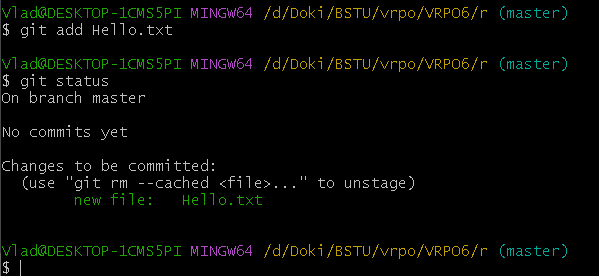 Vlad@DESKTOP-1CMS5PI MINGW64 /d/Doki/BSTU/vrpo/VRPO6/r (master)
$ git add Hello.txt
Vlad@DESKTOP-1CMS5PI MINGW64 /d/Doki/BSTU/vrpo/VRPO6/r (master)
$ git status
On branch master
No commits yet
Changes to be committed:
(use "git rm --cached <file>..." to unstage)
new file: Hello.txt
Vlad@DESKTOP-1CMS5PI MINGW64 /d/Doki/BSTU/vrpo/VRPO6/r (master)
$